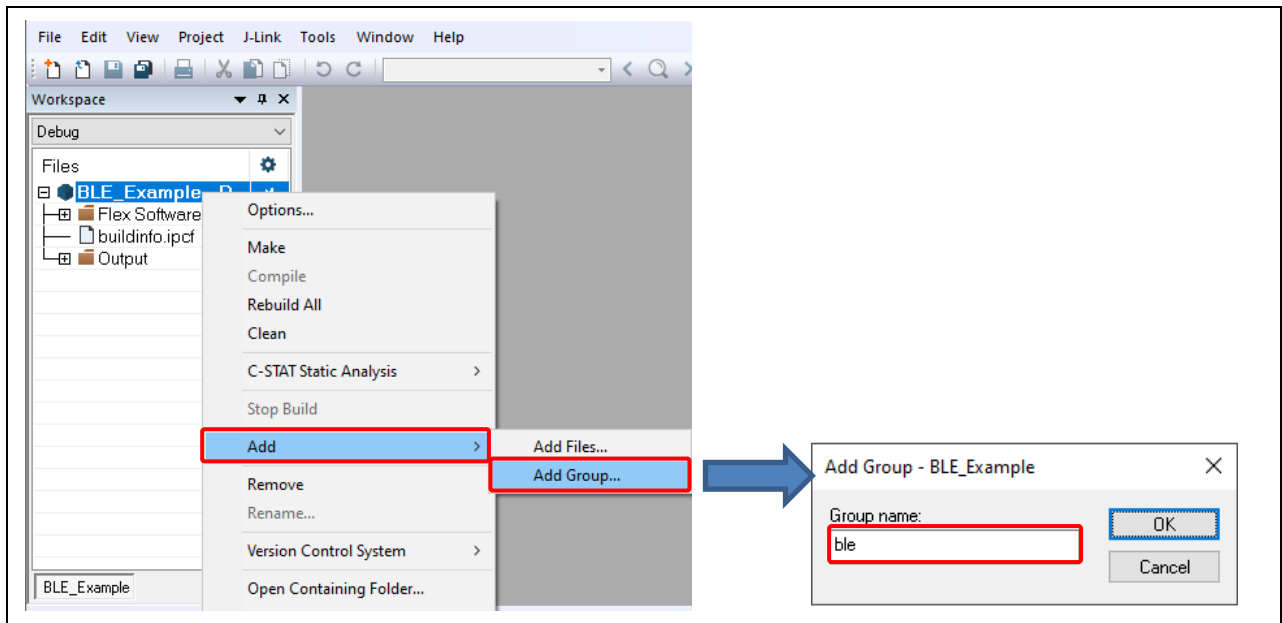 File Edit View Project J-Link Tools Window Help
Workspace
Debug
Files
BLE_Example - D
Flex Software
buildinfo.ipcf
Output
BLE_Example
Options...
Make
Compile
Rebuild All
Clean
C-STAT Static Analysis
Stop Build
Add
Remove
Rename...
Version Control System
Open Containing Folder...
Add Files...
Add Group...
Add Group - BLE_Example
Group name:
ble
OK
Cancel